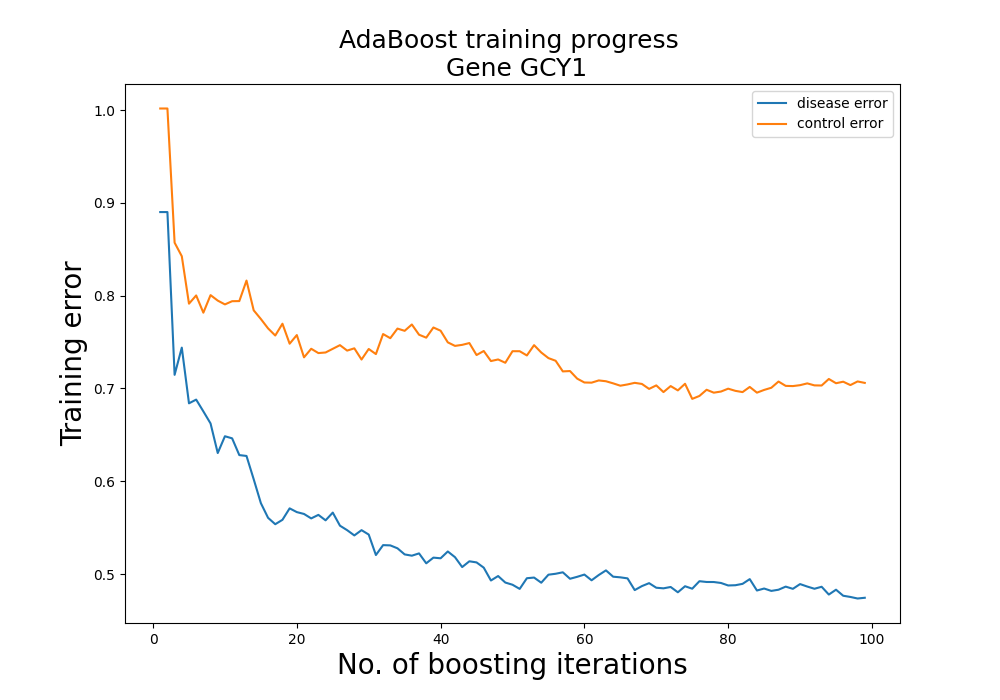 AdaBoost training progress
Gene GCY1
disease error
control error
Training error
1.0
0.9
0.8
0.7
0.6
0.5
0 20 40 60 80 100
No. of boosting iterations